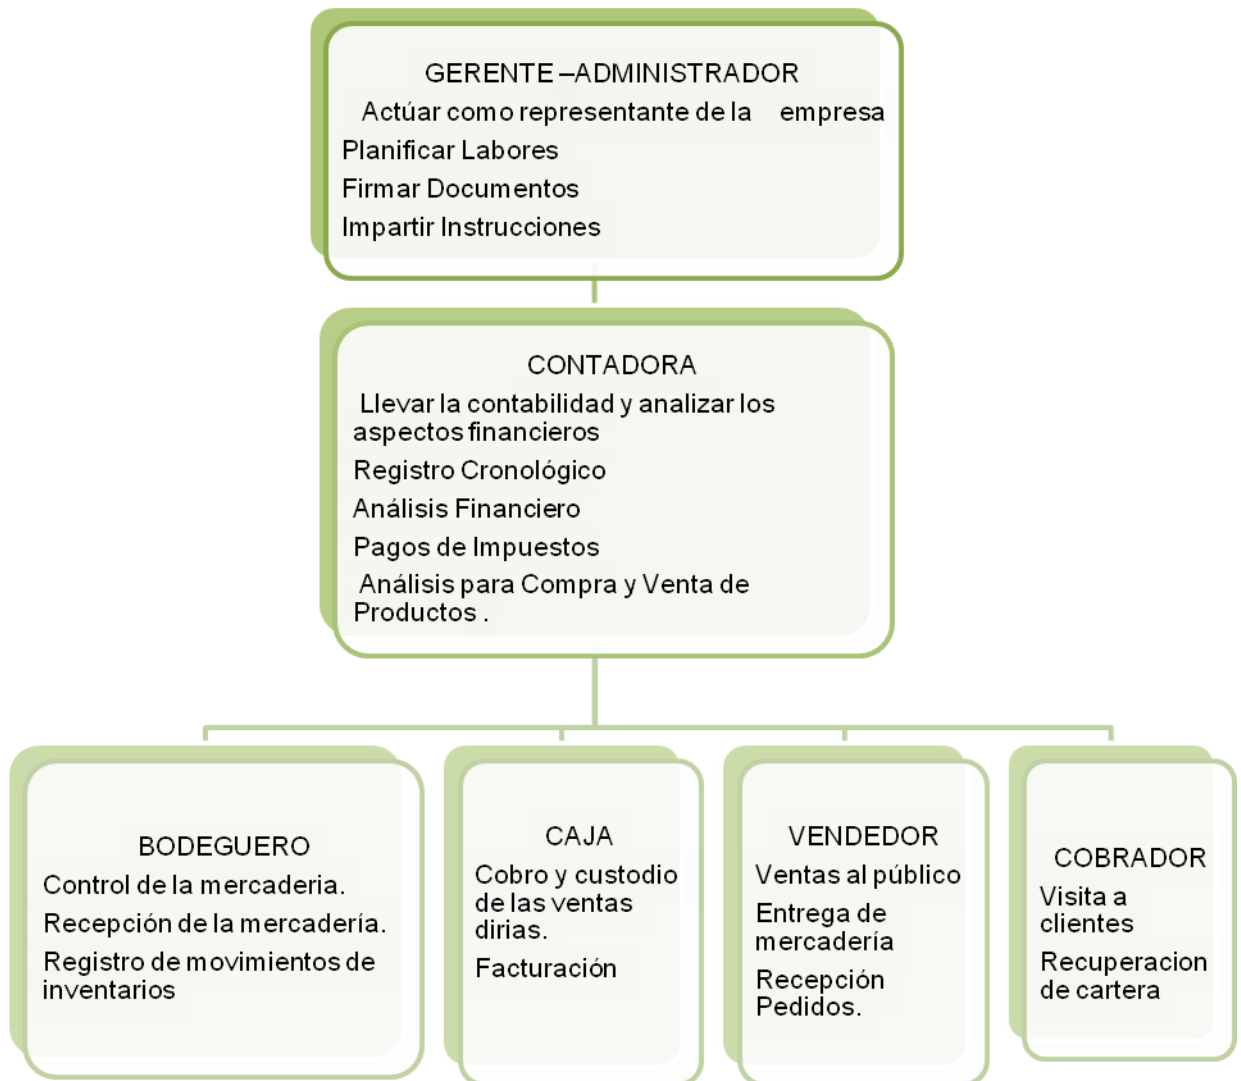 GERENTE –ADMINISTRADOR
Actúar como representante de la empresa
Planificar Labores
Firmar Documentos
Impartir Instrucciones
CONTADORA
Llevar la contabilidad y analizar los
aspectos financieros
Registro Cronológico
Análisis Financiero
Pagos de Impuestos
Análisis para Compra y Venta de
Productos .
BODEGUERO
Control de la mercaderia.
Recepción de la mercadería.
Registro de movimientos de
inventarios
CAJA
Cobro y custodio
de las ventas
dirias.
Facturación
VENDEDOR
Ventas al público
Entrega de
mercadería
Recepción
Pedidos.
COBRADOR
Visita a
clientes
Recuperacion
de cartera